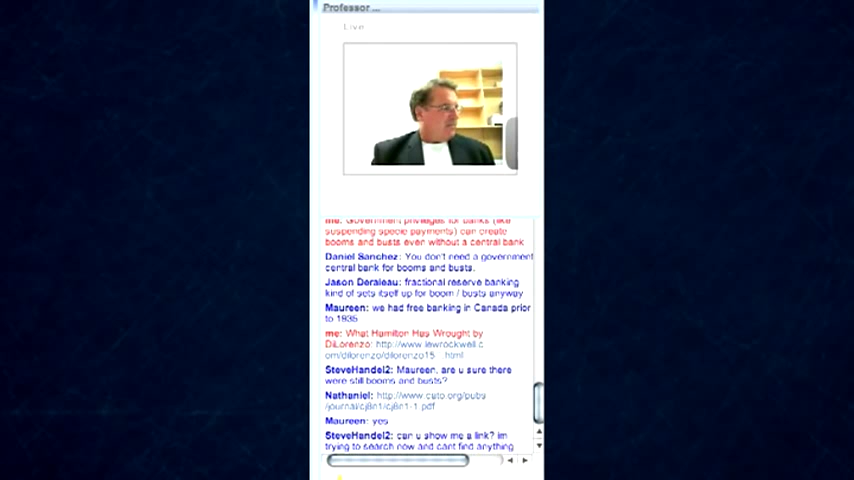 Professor ...
Live
me: Government privileges for banks (like
suspending specie payments) can create
booms and busts even without a central bank
Daniel Sanchez: You don't need a government
central bank for booms and busts.
Jason Deraleau: fractional reserve banking
kind of sets itself up for boom / busts anyway
Maureen: we had free banking in Canada prior
to 1935
me: What Hamilton Has Wrought by
DiLorenzo: http://www.lewrockwell.c
om/dilorenzo/dilorenzo15 .html
SteveHandel2: Maureen, are u sure there
were still booms and busts?
Nathaniel: http://www.cato.org/pubs
/journal/cj8n1/cj8n1-1.pdf
Maureen: yes
SteveHandel2: can u show me a link? im
trying to search now and cant find anything